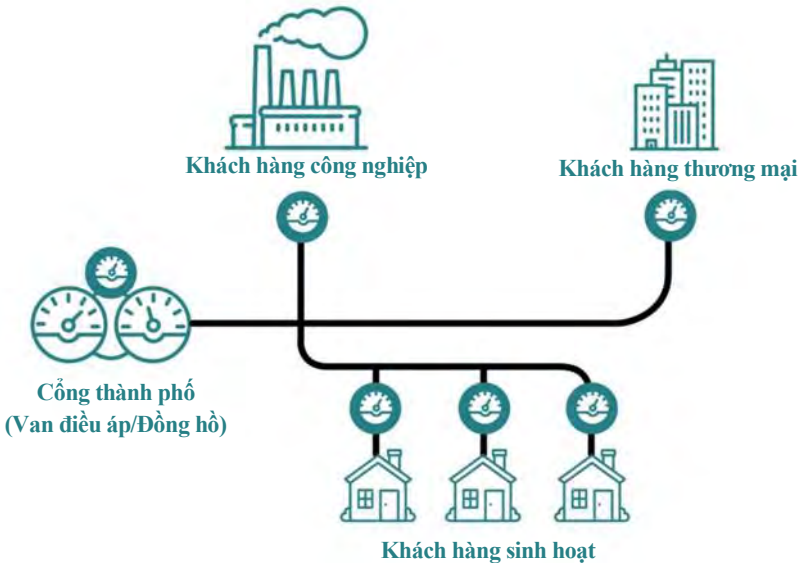 Khách hàng công nghiệp
Khách hàng thương mại
Cổng thành phố
(Van điều áp/Đồng hồ)
Khách hàng sinh hoạt